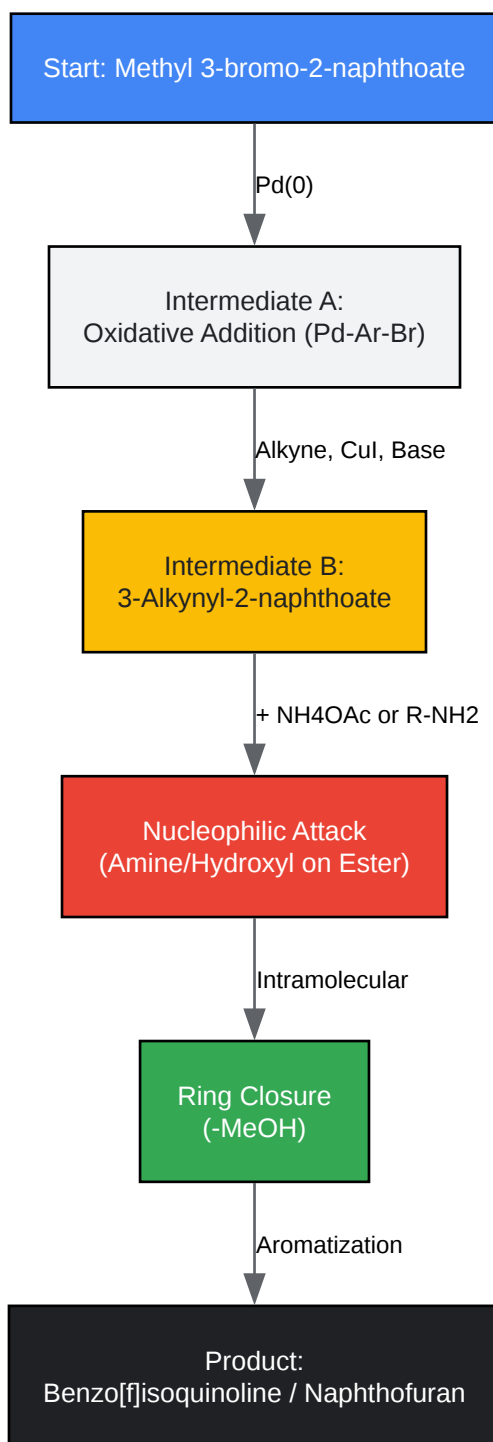 Start: Methyl 3-bromo-2-naphthoate
Pd(0)
Intermediate A:
Oxidative Addition (Pd-Ar-Br)
Alkyne, CuI, Base
Intermediate B:
3-Alkynyl-2-naphthoate
+ NH4OAc or R-NH2
Nucleophilic Attack
(Amine/Hydroxyl on Ester)
Intramolecular
Ring Closure
(-MeOH)
Aromatization
Product:
Benzo[f]isoquinoline / Naphthofuran